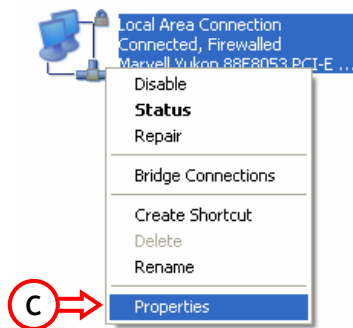 Local Area Connection
Connected, Firewalled
Marvell Yukon 88E8053 PCI-E ...
Disable
Status
Repair
Bridge Connections
Create Shortcut
Delete
Rename
C
Properties